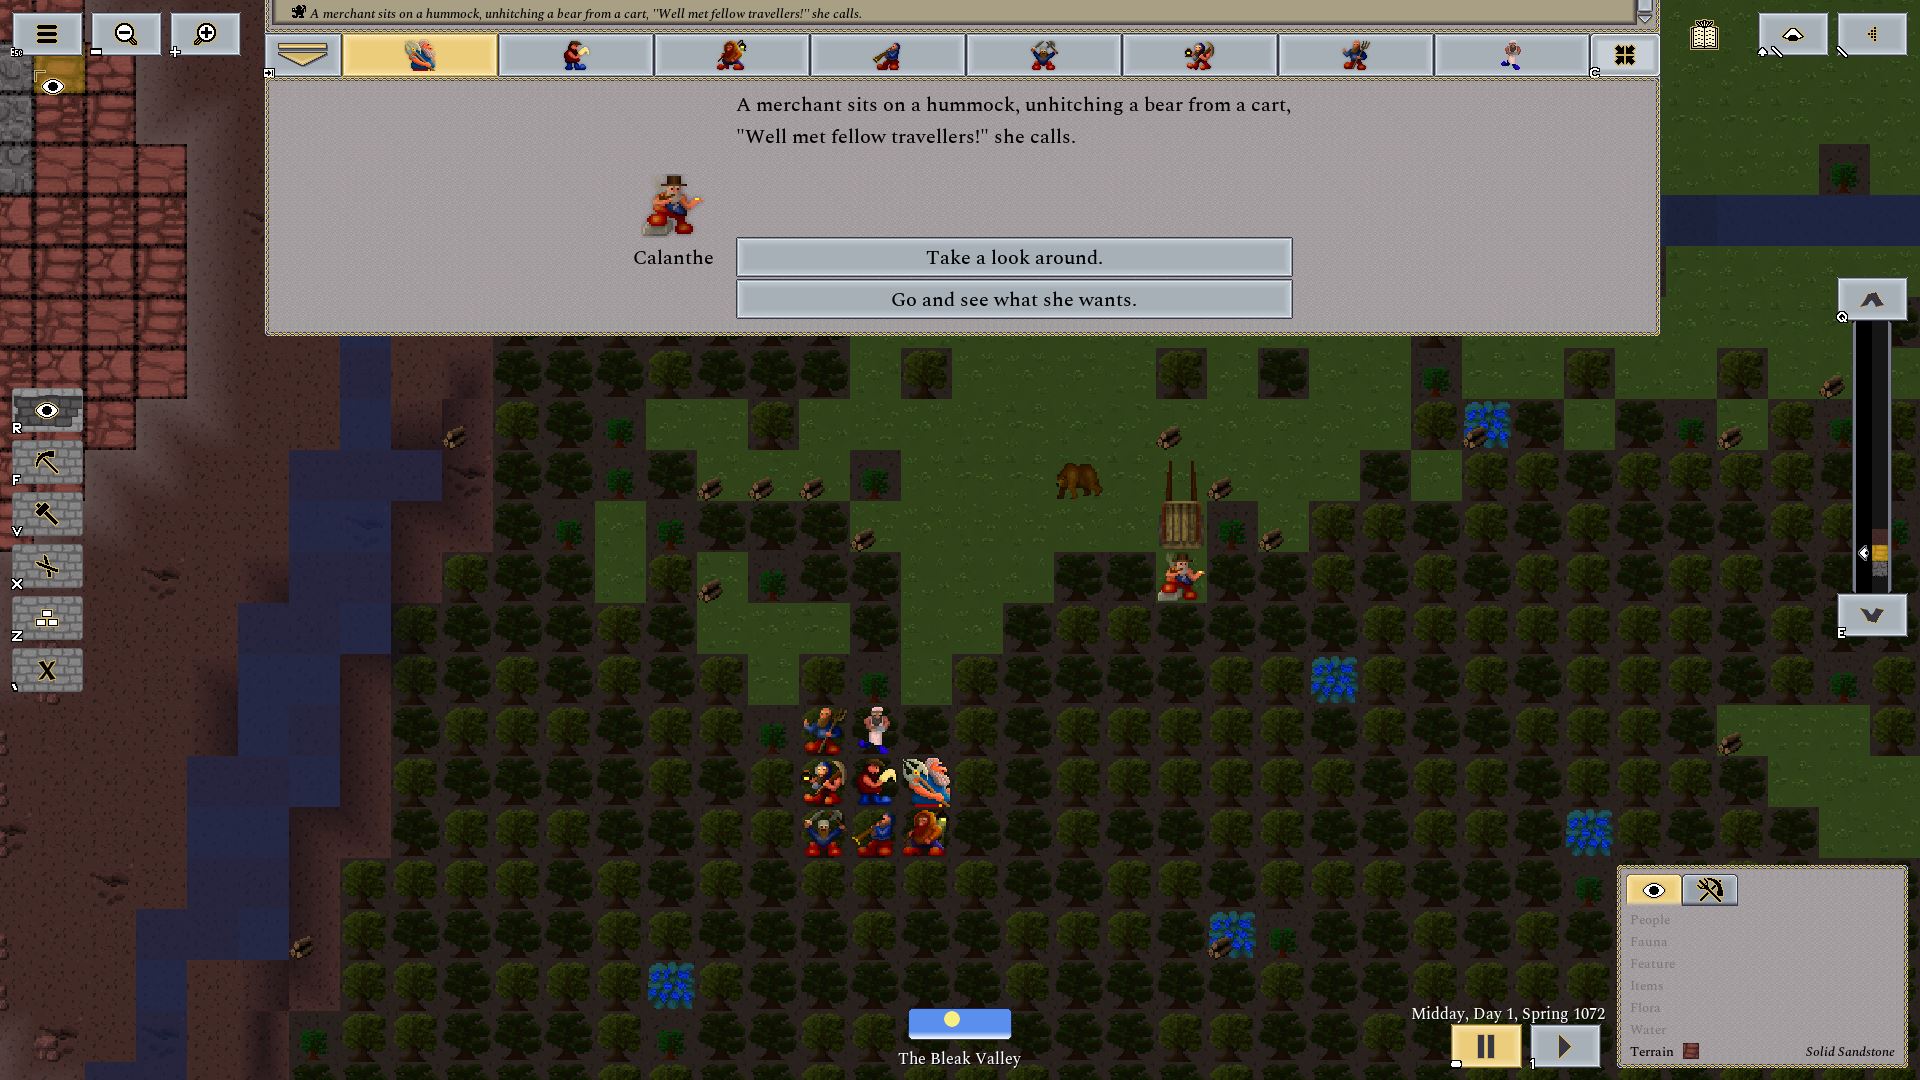 A merchant sits on a hummock, unhitching a bear from a cart, "Well met fellow travellers!" she calls.
Esc
-
+
C
A merchant sits on a hummock, unhitching a bear from a cart,
"Well met fellow travellers!" she calls.
Calanthe
Take a look around.
Go and see what she wants.
Q
R
F
V
X
Z
X
E
People
Fauna
Feature
Items
Flora
Water
Terrain
Solid Sandstone
Midday, Day 1, Spring 1072
1
The Bleak Valley